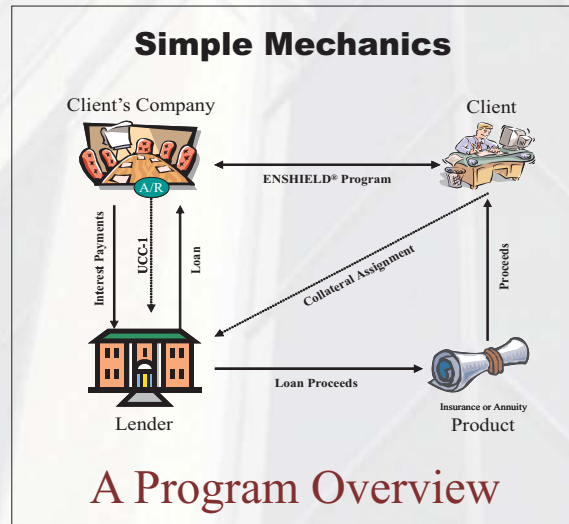 Simple Mechanics
Client's Company
Client
A/R
ENSHIELD® Program
Interest Payments
UCC-1
Loan
Collateral Assignment
Proceeds
Loan Proceeds
Lender
Insurance or Annuity
Product
A Program Overview